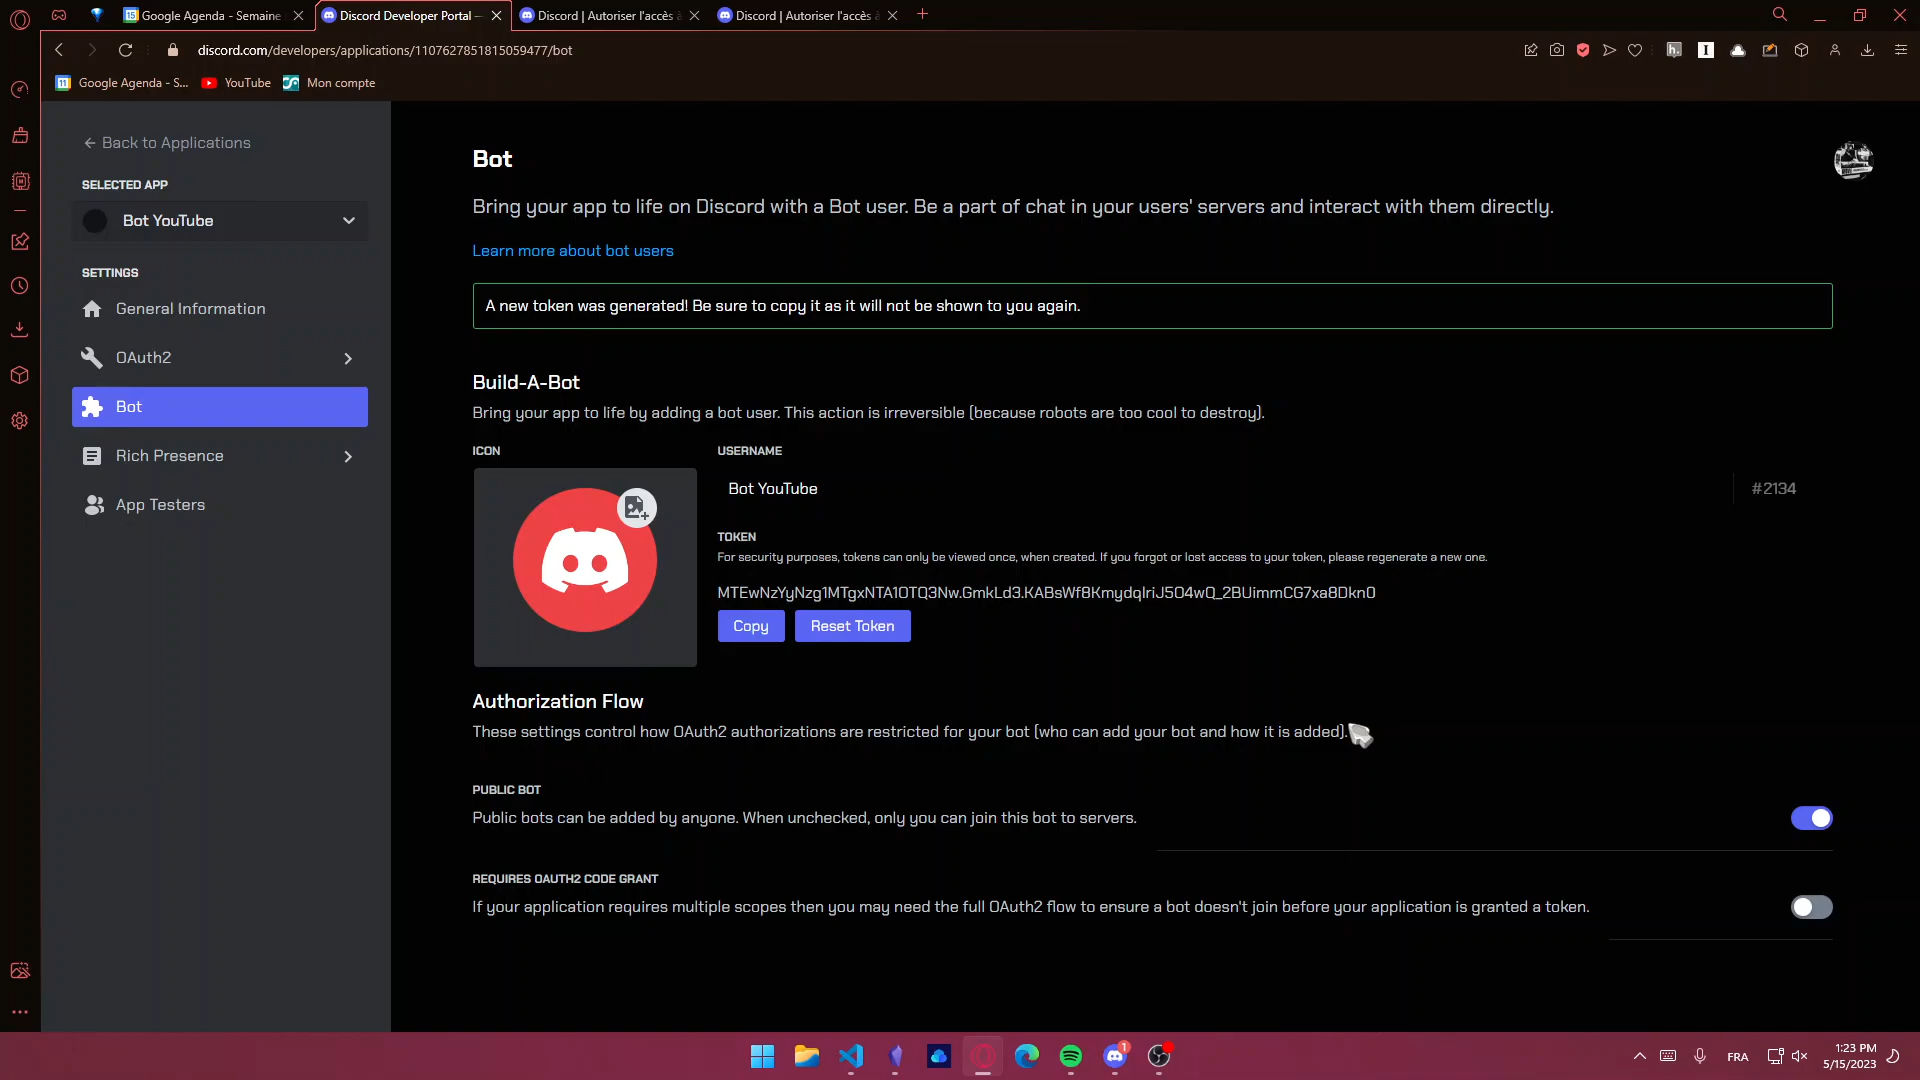 Google Agenda - Semaine
Discord Developer Portal —
Discord | Autoriser l'accès à
Discord | Autoriser l'accès à
discord.com/developers/applications/1107627851815059477/bot
Google Agenda - S...
YouTube
Mon compte
← Back to Applications
SELECTED APP
Bot YouTube
SETTINGS
General Information
OAuth2
Bot
Rich Presence
App Testers
Bot
Bring your app to life on Discord with a Bot user. Be a part of chat in your users' servers and interact with them directly.
Learn more about bot users
A new token was generated! Be sure to copy it as it will not be shown to you again.
Build-A-Bot
Bring your app to life by adding a bot user. This action is irreversible (because robots are too cool to destroy).
ICON
USERNAME
Bot YouTube
#2134
TOKEN
For security purposes, tokens can only be viewed once, when created. If you forgot or lost access to your token, please regenerate a new one.
Copy
Reset Token
Authorization Flow
These settings control how OAuth2 authorizations are restricted for your bot (who can add your bot and how it is added).
PUBLIC BOT
Public bots can be added by anyone. When unchecked, only you can join this bot to servers.
REQUIRES OAUTH2 CODE GRANT
If your application requires multiple scopes then you may need the full OAuth2 flow to ensure a bot doesn't join before your application is granted a token.
FRA
1:23 PM
5/15/2023